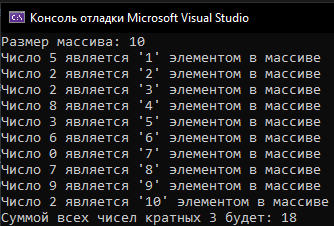 Консоль отладки Microsoft Visual Studio
Размер массива: 10
Число 5 является '1' элементом в массиве
Число 2 является '2' элементом в массиве
Число 2 является '3' элементом в массиве
Число 8 является '4' элементом в массиве
Число 3 является '5' элементом в массиве
Число 6 является '6' элементом в массиве
Число 0 является '7' элементом в массиве
Число 7 является '8' элементом в массиве
Число 9 является '9' элементом в массиве
Число 2 является '10' элементом в массиве
Суммой всех чисел кратных 3 будет: 18